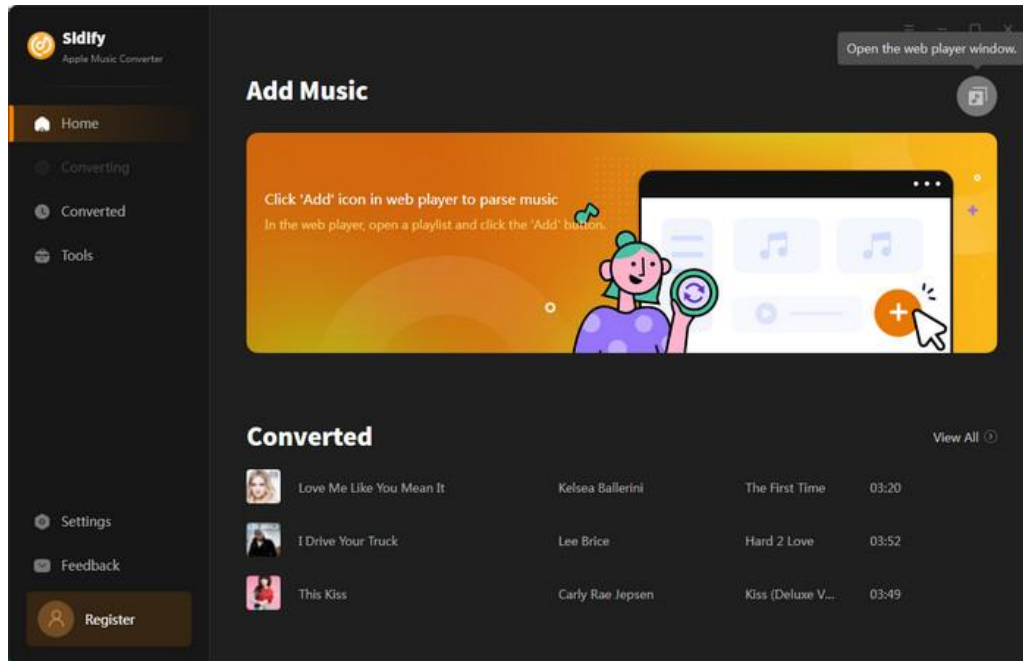 Sidify
Apple Music Converter
Home
Converting
Converted
Tools
Settings
Feedback
Register
Open the web player window.
Add Music
Click 'Add' icon in web player to parse music
In the web player, open a playlist and click the 'Add' button.
Converted
View All
Love Me Like You Mean It Kelsea Ballerini The First Time 03:20
I Drive Your Truck Lee Brice Hard 2 Love 03:52
This Kiss Carly Rae Jepsen Kiss (Deluxe V... 03:49